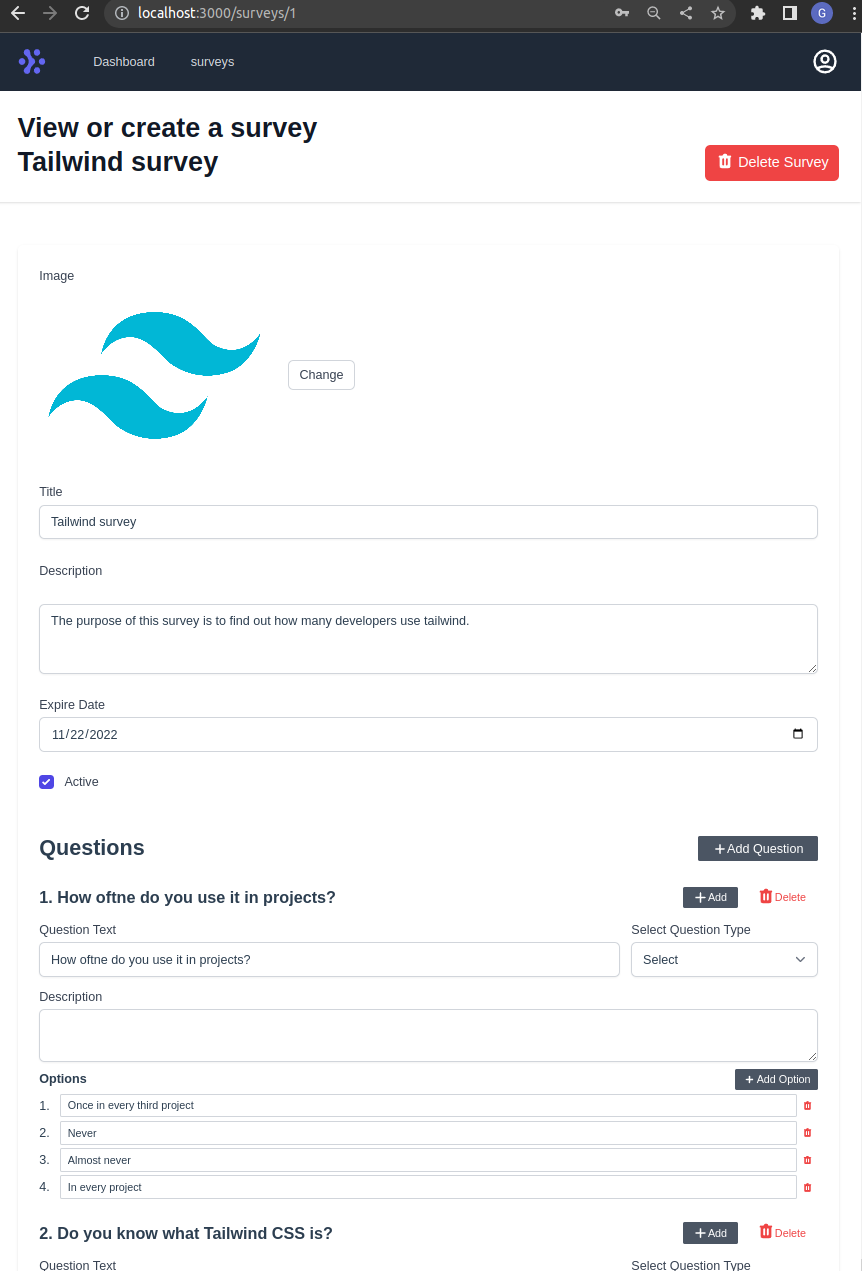 localhost:3000/surveys/1
G
Dashboard surveys
View or create a survey
Tailwind survey
Delete Survey
Image
Change
Title
Tailwind survey
Description
The purpose of this survey is to find out how many developers use tailwind.
Expire Date
11/22/2022
Active
Questions
+Add Question
1. How oftne do you use it in projects?
+Add Delete
Question Text Select Question Type
How oftne do you use it in projects? Select
Description
Options + Add Option
1. Once in every third project
2. Never
3. Almost never
4. In every project
2. Do you know what Tailwind CSS is?
+Add Delete
Question Text Select Question Type